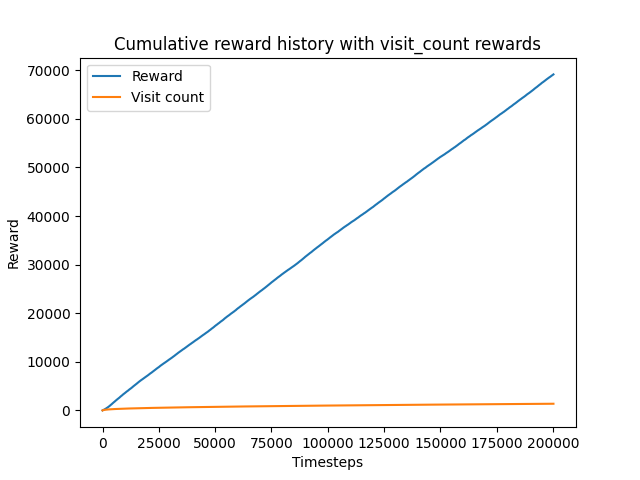 Cumulative reward history with visit_count rewards
Reward
Visit count
70000
60000
50000
40000
30000
20000
10000
0
Reward
0 25000 50000 75000 100000 125000 150000 175000 200000
Timesteps